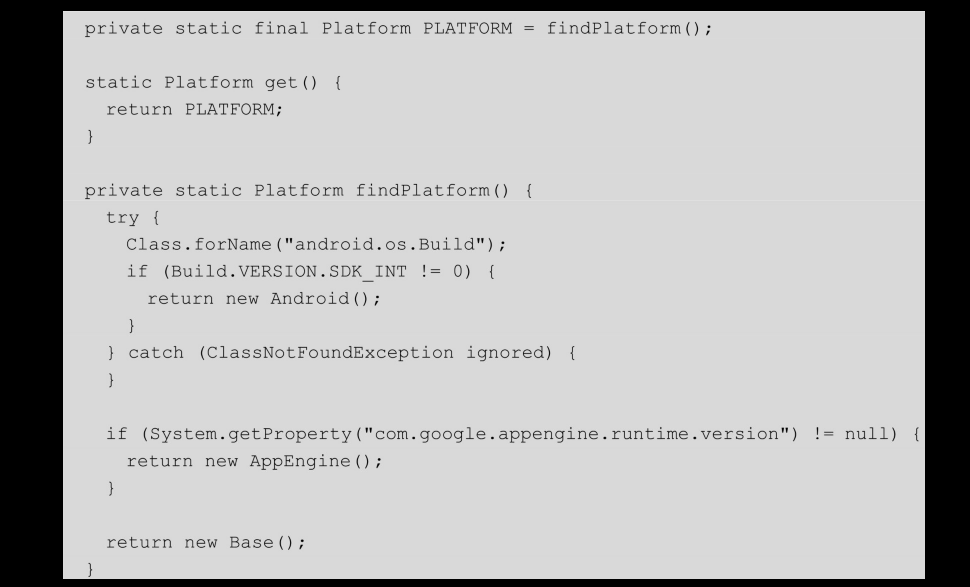 private static final Platform PLATFORM = findPlatform();
static Platform get() {
return PLATFORM;
}
private static Platform findPlatform() {
try {
Class.forName("android.os.Build");
if (Build.VERSION.SDK_INT != 0) {
return new Android();
}
} catch (ClassNotFoundException ignored) {
}
if (System.getProperty("com.google.appengine.runtime.version") != null) {
return new AppEngine();
}
return new Base();
}